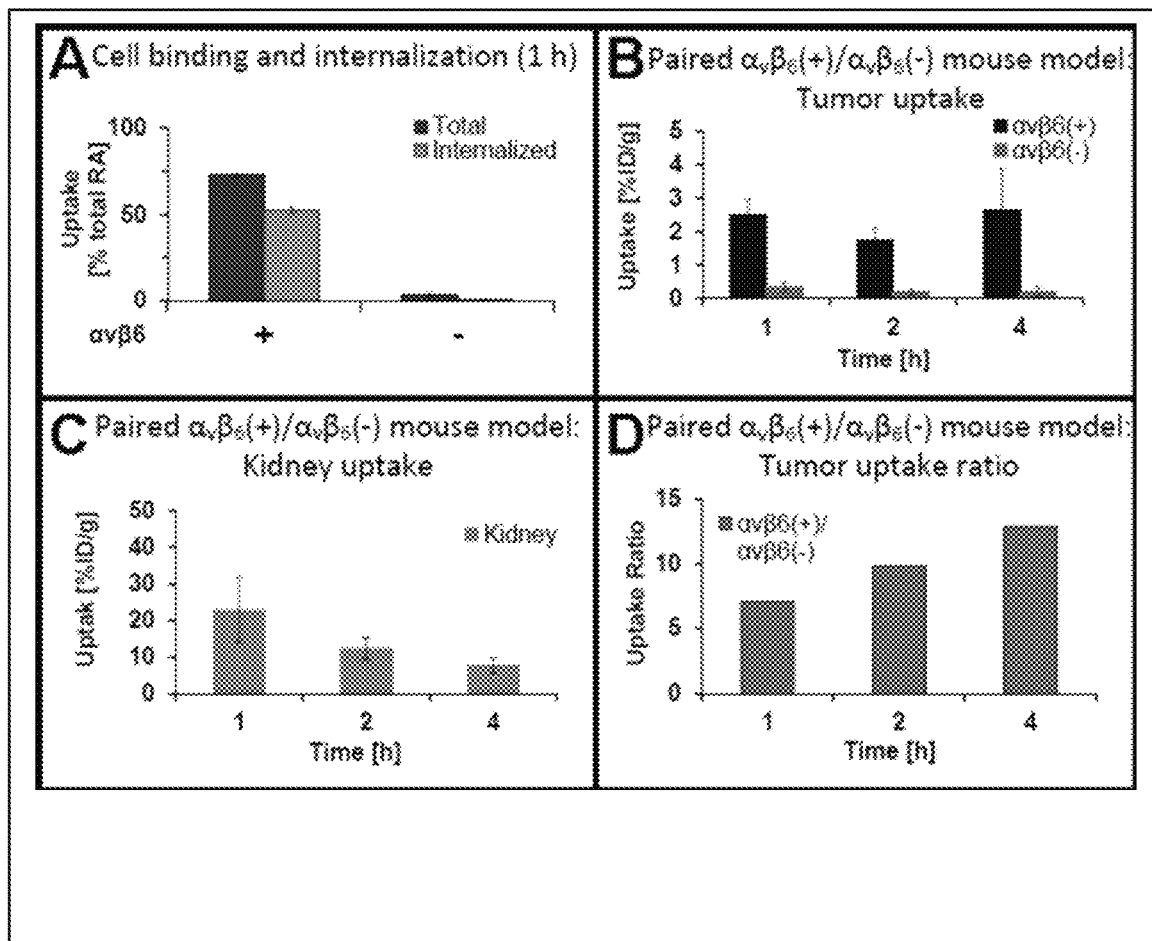 A Cell binding and internalization (1 h)
100
50
0
Uptake
[% total RA]
Total
Internalized
αvβ6
+
-
B Paired αᵥβ₆(+)/αᵥβ₆(-) mouse model:
Tumor uptake
5
4
3
2
1
0
Uptake [%ID/g]
αvβ6(+)
αvβ6(-)
1
2
4
Time [h]
C Paired αᵥβ₆(+)/αᵥβ₆(-) mouse model:
Kidney uptake
50
40
30
20
10
0
Uptak [%ID/g]
Kidney
1
2
4
Time [h]
D Paired αᵥβ₆(+)/αᵥβ₆(-) mouse model:
Tumor uptake ratio
15
10
5
0
Uptake Ratio
αvβ6(+)/
αvβ6(-)
1
2
4
Time [h]